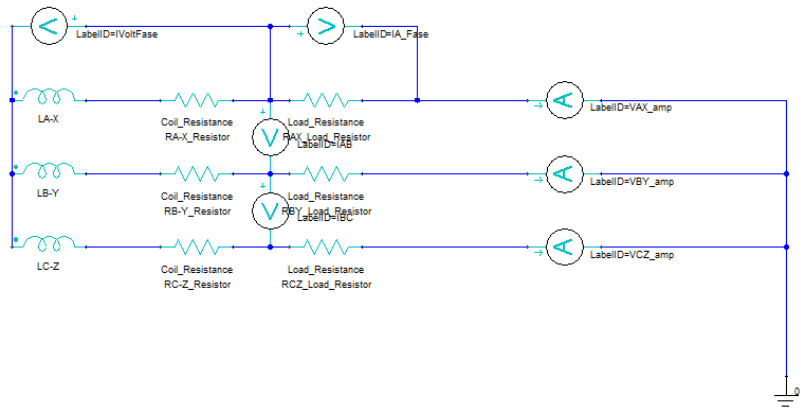 LabelID=IVoltFase
LabelID=IA_Fase
LabelID=VAX_amp
LA-X
Coil_Resistance
RA-X_Resistor
Load_Resistance
RAX_Load_Resistor
LabelID=IAB
LabelID=VBY_amp
LB-Y
Coil_Resistance
RB-Y_Resistor
Load_Resistance
RBY_Load_Resistor
LabelID=IBC
LabelID=VCZ_amp
LC-Z
Coil_Resistance
RC-Z_Resistor
Load_Resistance
RCZ_Load_Resistor
0